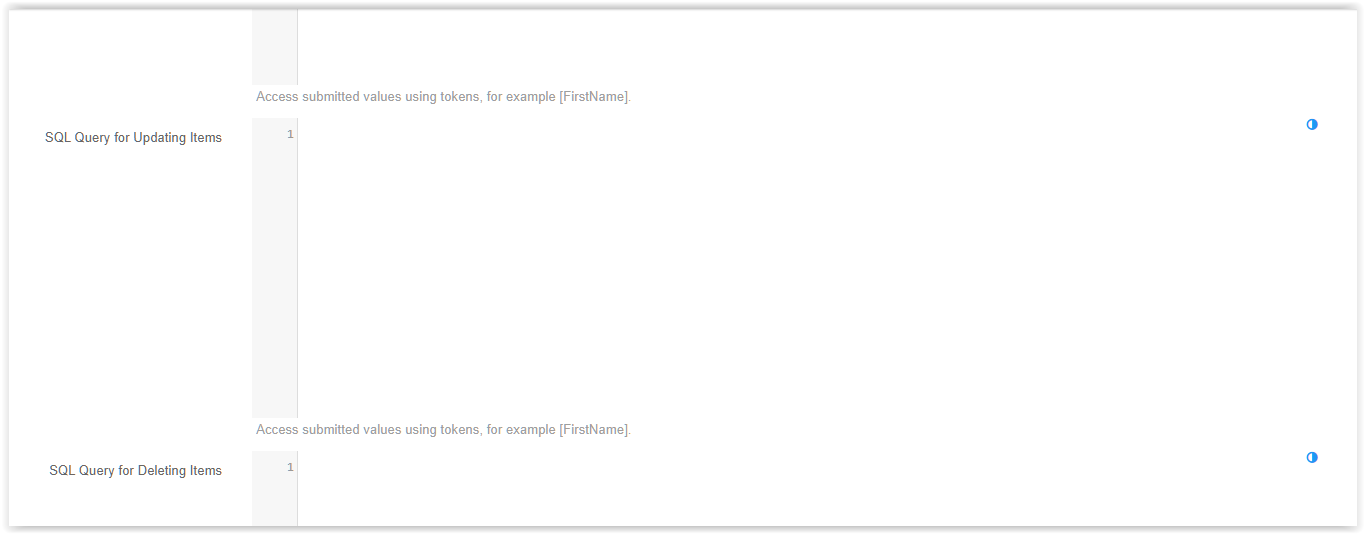 Access submitted values using tokens, for example [FirstName].
SQL Query for Updating Items
1
Access submitted values using tokens, for example [FirstName].
SQL Query for Deleting Items
1